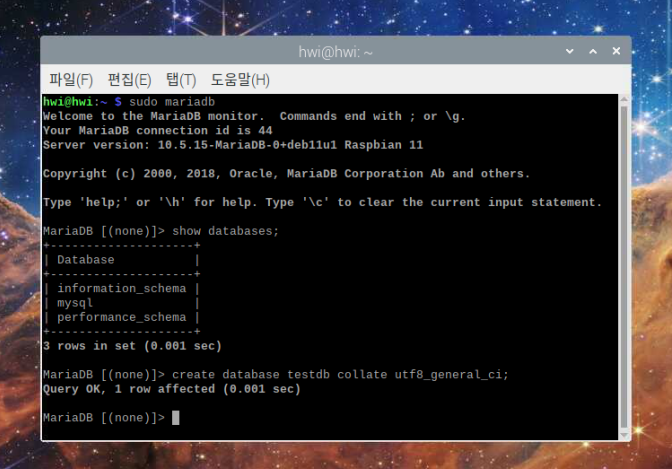 hwi@hwi: ~
파일(F) 편집(E) 탭(T) 도움말(H)
hwi@hwi:~ $ sudo mariadb
Welcome to the MariaDB monitor.  Commands end with ; or \g.
Your MariaDB connection id is 44
Server version: 10.5.15-MariaDB-0+deb11u1 Raspbian 11
Copyright (c) 2000, 2018, Oracle, MariaDB Corporation Ab and others.
Type 'help;' or '\h' for help. Type '\c' to clear the current input statement.
MariaDB [(none)]> show databases;
+--------------------+
| Database           |
+--------------------+
| information_schema |
| mysql              |
| performance_schema |
+--------------------+
3 rows in set (0.001 sec)
MariaDB [(none)]> create database testdb collate utf8_general_ci;
Query OK, 1 row affected (0.001 sec)
MariaDB [(none)]>